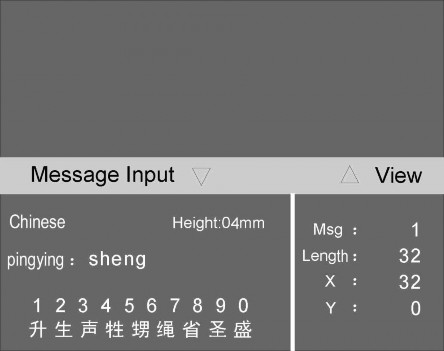 Message Input ▽ △ View
Chinese Height:04mm
pingying : sheng
1 2 3 4 5 6 7 8 9 0
升 生 声 牲 甥 绳 省 圣 盛
Msg : 1
Length : 32
X : 32
Y : 0